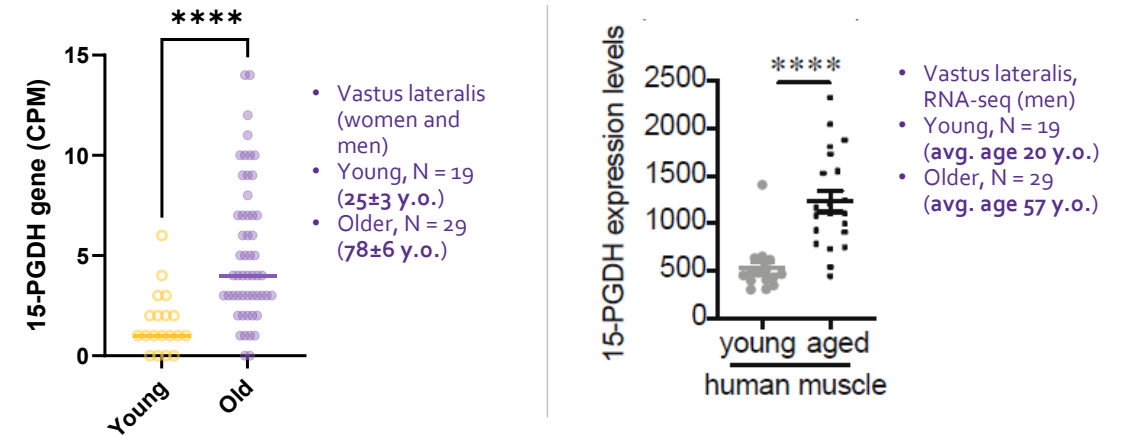 ****
15
10
5
0
15-PGDH gene (CPM)
Young
Old
• Vastus lateralis
(women and
men)
• Young, N = 19
(25±3 y.o.)
• Older, N = 29
(78±6 y.o.)
****
2500
2000
1500
1000
500
0
15-PGDH expression levels
young aged
human muscle
• Vastus lateralis,
RNA-seq (men)
• Young, N = 19
(avg. age 20 y.o.)
• Older, N = 29
(avg. age 57 y.o.)